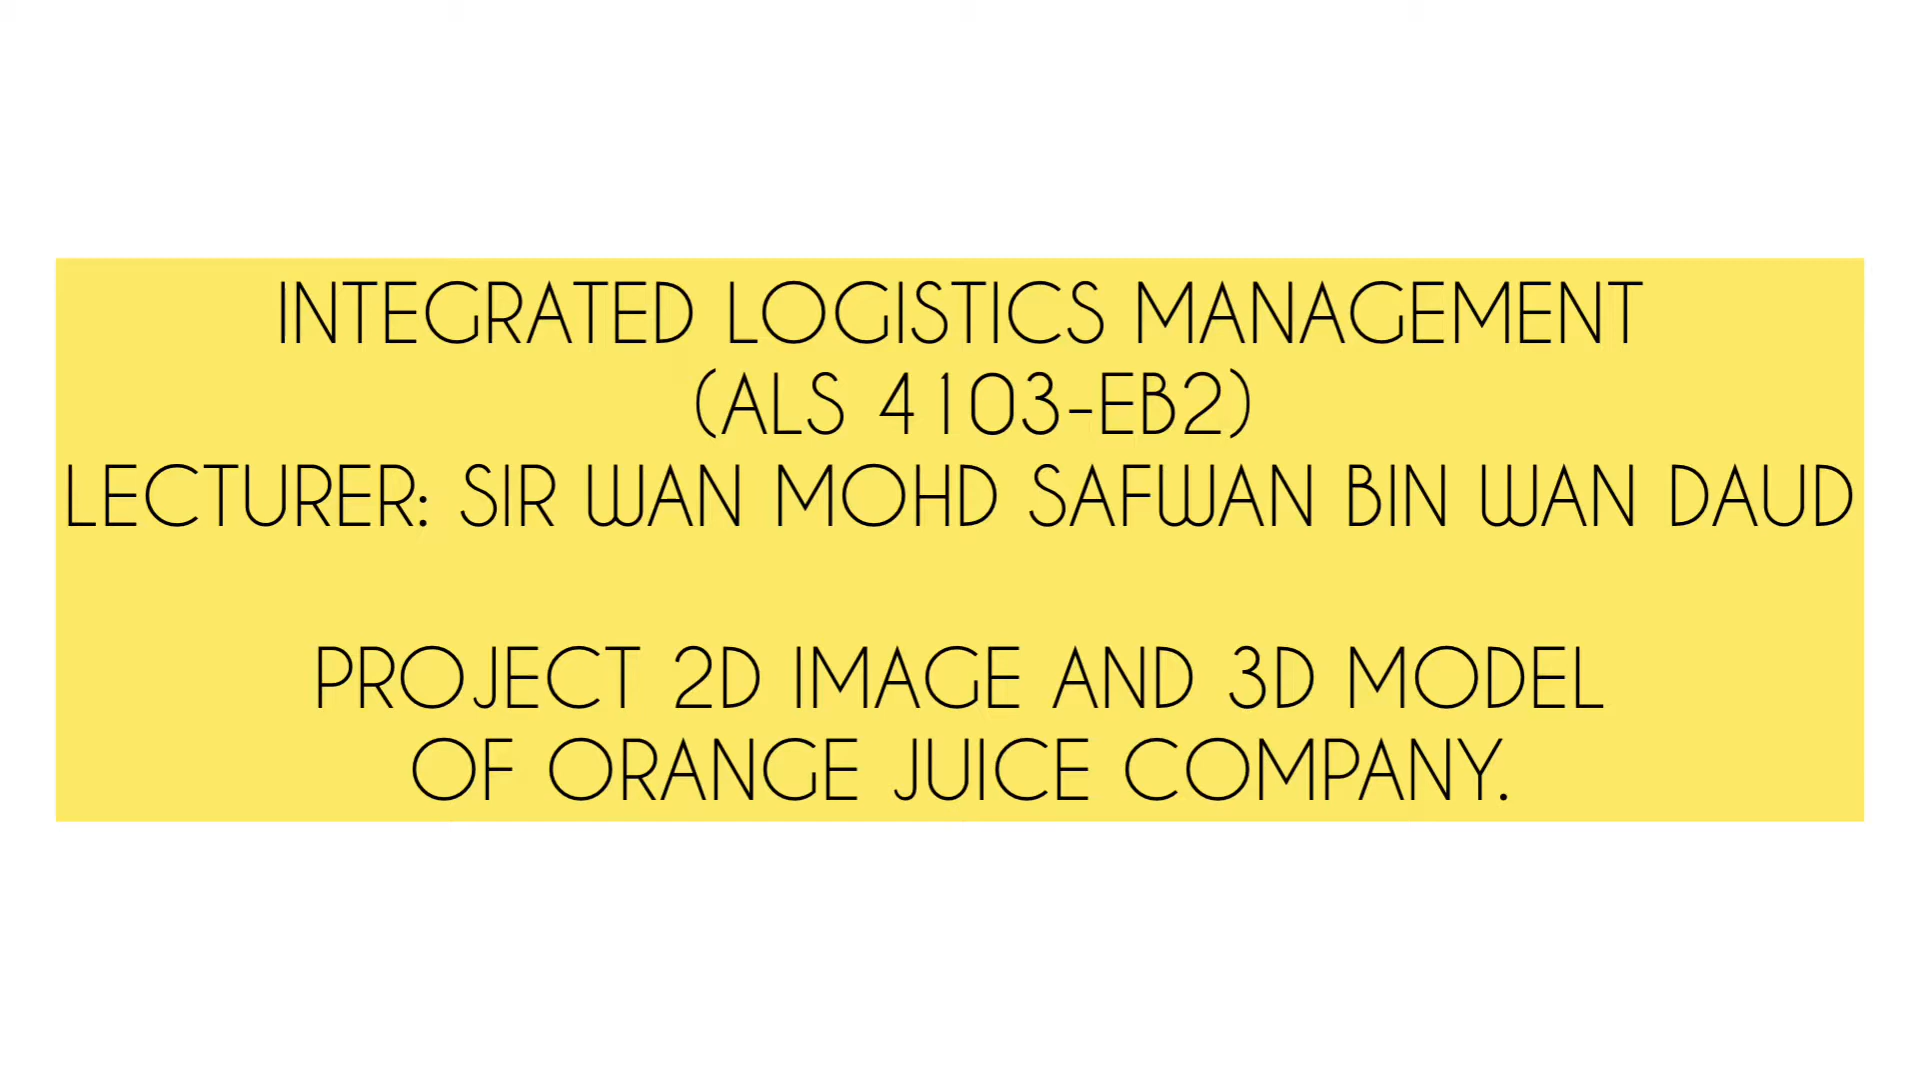 INTEGRATED LOGISTICS MANAGEMENT
(ALS 4103-EB2)
LECTURER: SIR WAN MOHD SAFWAN BIN WAN DAUD
PROJECT 2D IMAGE AND 3D MODEL
OF ORANGE JUICE COMPANY.